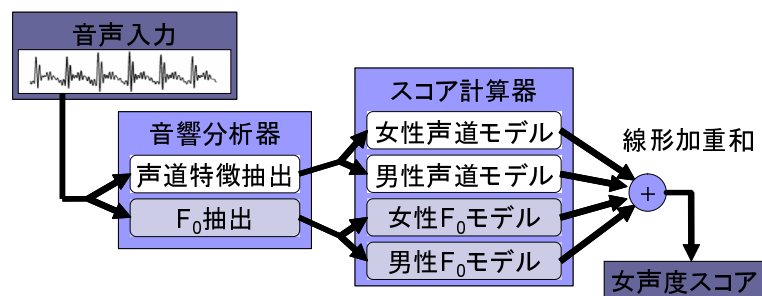 音声入力
音響分析器
声道特徴抽出
F0抽出
スコア計算器
女性声道モデル
男性声道モデル
女性F0モデル
男性F0モデル
線形加重和
+
女声度スコア